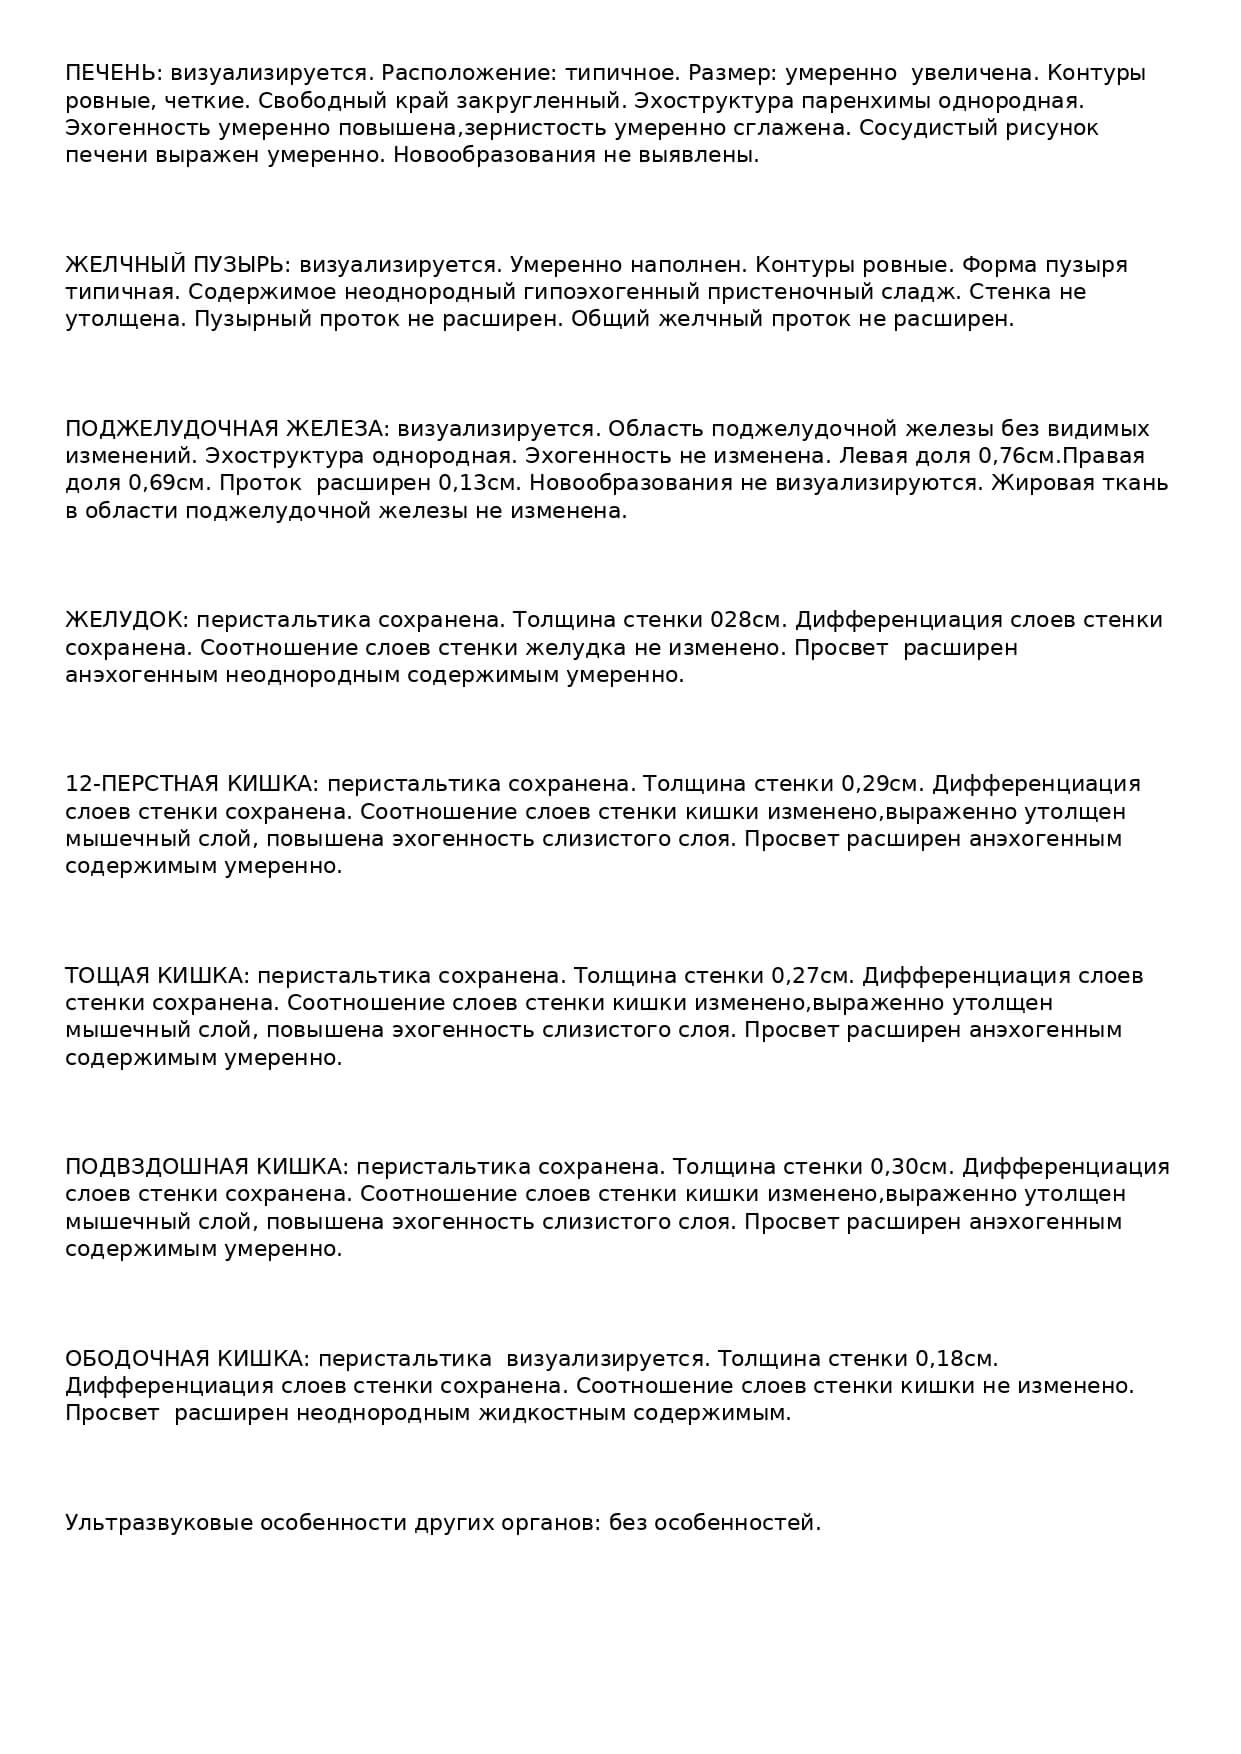 ПЕЧЕНЬ: визуализируется. Расположение: типичное. Размер: умеренно  увеличена. Контуры
ровные, четкие. Свободный край закругленный. Эхоструктура паренхимы однородная.
Эхогенность умеренно повышена,зернистость умеренно сглажена. Сосудистый рисунок
печени выражен умеренно. Новообразования не выявлены.
ЖЕЛЧНЫЙ ПУЗЫРЬ: визуализируется. Умеренно наполнен. Контуры ровные. Форма пузыря
типичная. Содержимое неоднородный гипоэхогенный пристеночный сладж. Стенка не
утолщена. Пузырный проток не расширен. Общий желчный проток не расширен.
ПОДЖЕЛУДОЧНАЯ ЖЕЛЕЗА: визуализируется. Область поджелудочной железы без видимых
изменений. Эхоструктура однородная. Эхогенность не изменена. Левая доля 0,76см.Правая
доля 0,69см. Проток  расширен 0,13см. Новообразования не визуализируются. Жировая ткань
в области поджелудочной железы не изменена.
ЖЕЛУДОК: перистальтика сохранена. Толщина стенки 028см. Дифференциация слоев стенки
сохранена. Соотношение слоев стенки желудка не изменено. Просвет  расширен
анэхогенным неоднородным содержимым умеренно.
12-ПЕРСТНАЯ КИШКА: перистальтика сохранена. Толщина стенки 0,29см. Дифференциация
слоев стенки сохранена. Соотношение слоев стенки кишки изменено,выраженно утолщен
мышечный слой, повышена эхогенность слизистого слоя. Просвет расширен анэхогенным
содержимым умеренно.
ТОЩАЯ КИШКА: перистальтика сохранена. Толщина стенки 0,27см. Дифференциация слоев
стенки сохранена. Соотношение слоев стенки кишки изменено,выраженно утолщен
мышечный слой, повышена эхогенность слизистого слоя. Просвет расширен анэхогенным
содержимым умеренно.
ПОДВЗДОШНАЯ КИШКА: перистальтика сохранена. Толщина стенки 0,30см. Дифференциация
слоев стенки сохранена. Соотношение слоев стенки кишки изменено,выраженно утолщен
мышечный слой, повышена эхогенность слизистого слоя. Просвет расширен анэхогенным
содержимым умеренно.
ОБОДОЧНАЯ КИШКА: перистальтика  визуализируется. Толщина стенки 0,18см.
Дифференциация слоев стенки сохранена. Соотношение слоев стенки кишки не изменено.
Просвет  расширен неоднородным жидкостным содержимым.
Ультразвуковые особенности других органов: без особенностей.